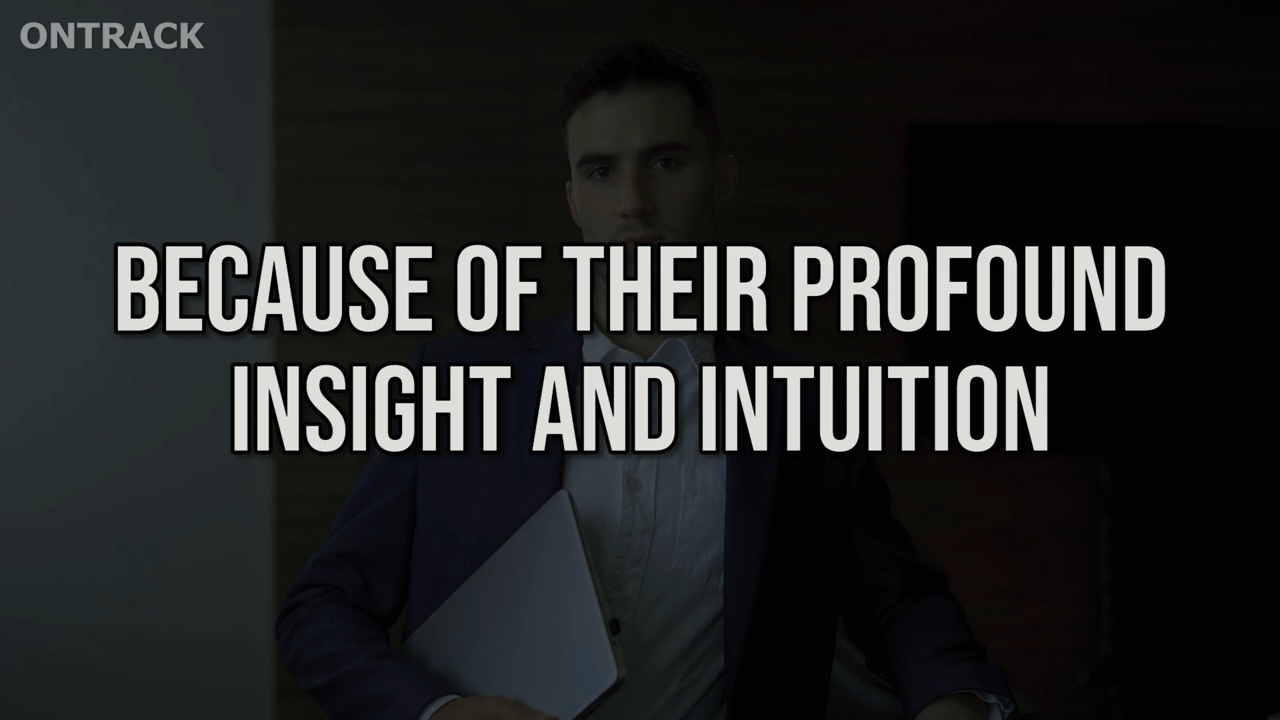 ONTRACK
BECAUSE OF THEIR PROFOUND
INSIGHT AND INTUITION